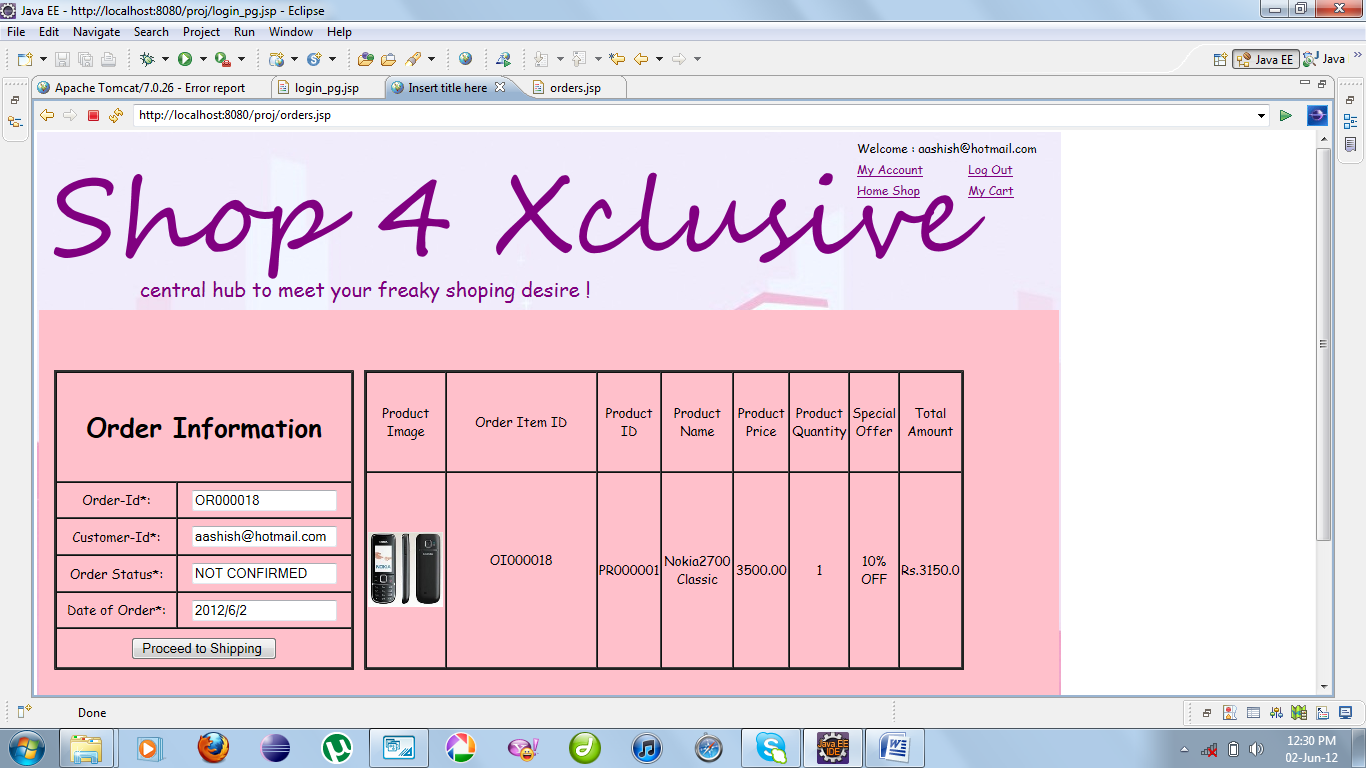 Java EE - http://localhost:8080/proj/login_pg.jsp - Eclipse
File Edit Navigate Search Project Run Window Help
Java EE Java
Apache Tomcat/7.0.26 - Error report login_pg.jsp Insert title here orders.jsp
http://localhost:8080/proj/orders.jsp
Welcome : aashish@hotmail.com
My Account Log Out
Home Shop My Cart
Shop 4 Xclusive
central hub to meet your freaky shoping desire !
Order Information
Order-Id*: OR000018
Customer-Id*: aashish@hotmail.com
Order Status*: NOT CONFIRMED
Date of Order*: 2012/6/2
Proceed to Shipping
Product Image Order Item ID Product ID Product Name Product Price Product Quantity Special Offer Total Amount
NOKIA OI000018 PR000001 Nokia2700 Classic 3500.00 1 10% OFF Rs.3150.0
Done
Java EE IDE
12:30 PM
02-Jun-12